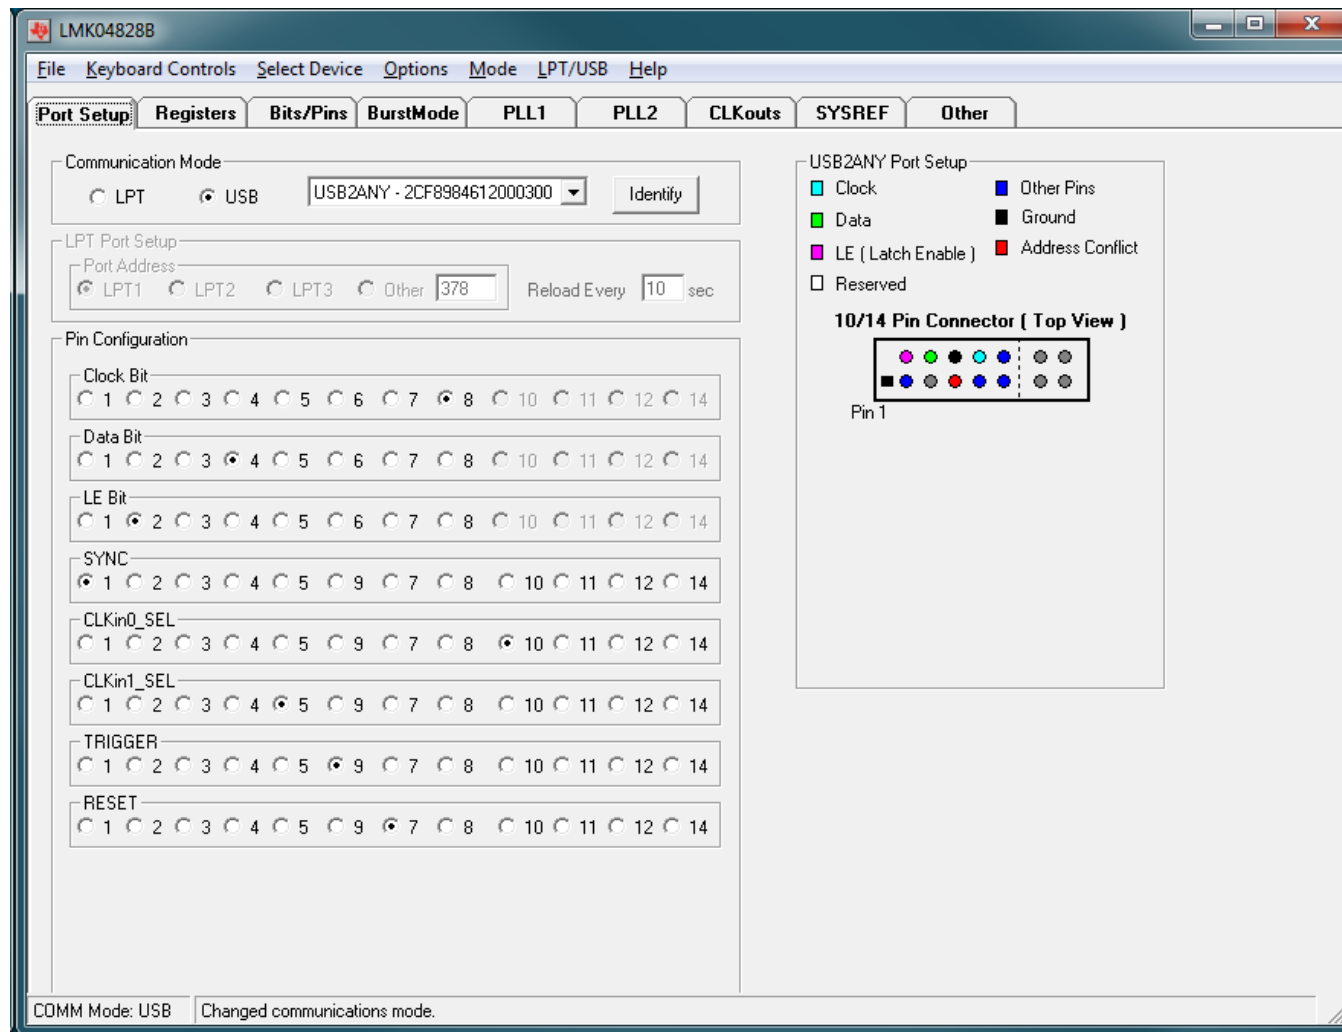 LMK04828B
File Keyboard Controls Select Device Options Mode LPT/USB Help
Port Setup Registers Bits/Pins BurstMode PLL1 PLL2 CLKouts SYSREF Other
Communication Mode
LPT USB USB2ANY - 2CF8984612000300 Identify
LPT Port Setup
Port Address
LPT1 LPT2 LPT3 Other 378 Reload Every 10 sec
Pin Configuration
Clock Bit
1 2 3 4 5 6 7 8 10 11 12 14
Data Bit
1 2 3 4 5 6 7 8 10 11 12 14
LE Bit
1 2 3 4 5 6 7 8 10 11 12 14
SYNC
1 2 3 4 5 9 7 8 10 11 12 14
CLKin0_SEL
1 2 3 4 5 9 7 8 10 11 12 14
CLKin1_SEL
1 2 3 4 5 9 7 8 10 11 12 14
TRIGGER
1 2 3 4 5 9 7 8 10 11 12 14
RESET
1 2 3 4 5 9 7 8 10 11 12 14
USB2ANY Port Setup
Clock Other Pins
Data Ground
LE ( Latch Enable ) Address Conflict
Reserved
10/14 Pin Connector ( Top View )
Pin 1
COMM Mode: USB Changed communications mode.